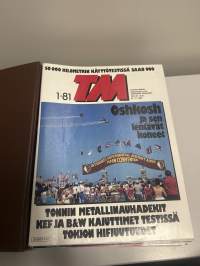 50 000 KILOMETRIN KÄYTTÖTESTISSÄ SAAB 900
1·81
TM
Oshkosh
ja sen
lentävät
koneet
TONNIN METALLINAUHADEKIT
KEF JA B&W KAIUTTIMET TESTISSÄ
TOKION HIFIUUTUUDET